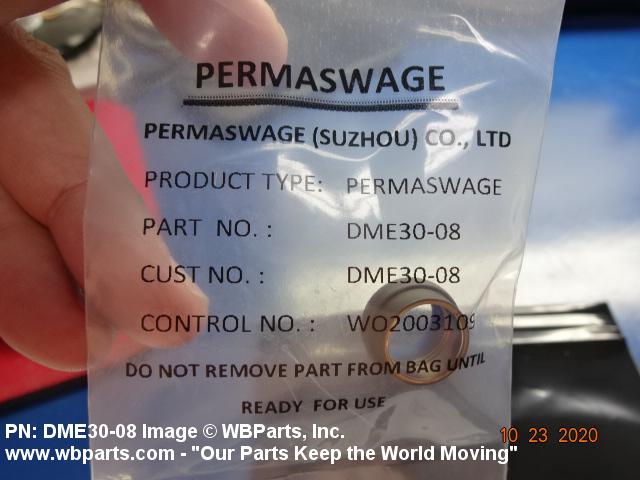 PERMASWAGE
PERMASWAGE (SUZHOU) CO., LTD
PRODUCT TYPE: PERMASWAGE
PART NO. : DME30-08
CUST NO. : DME30-08
CONTROL NO. : WO2003109
DO NOT REMOVE PART FROM BAG UNTIL
READY FOR USE
PN: DME30-08 Image © WBParts, Inc.
10 23 2020
www.wbparts.com - "Our Parts Keep the World Moving"